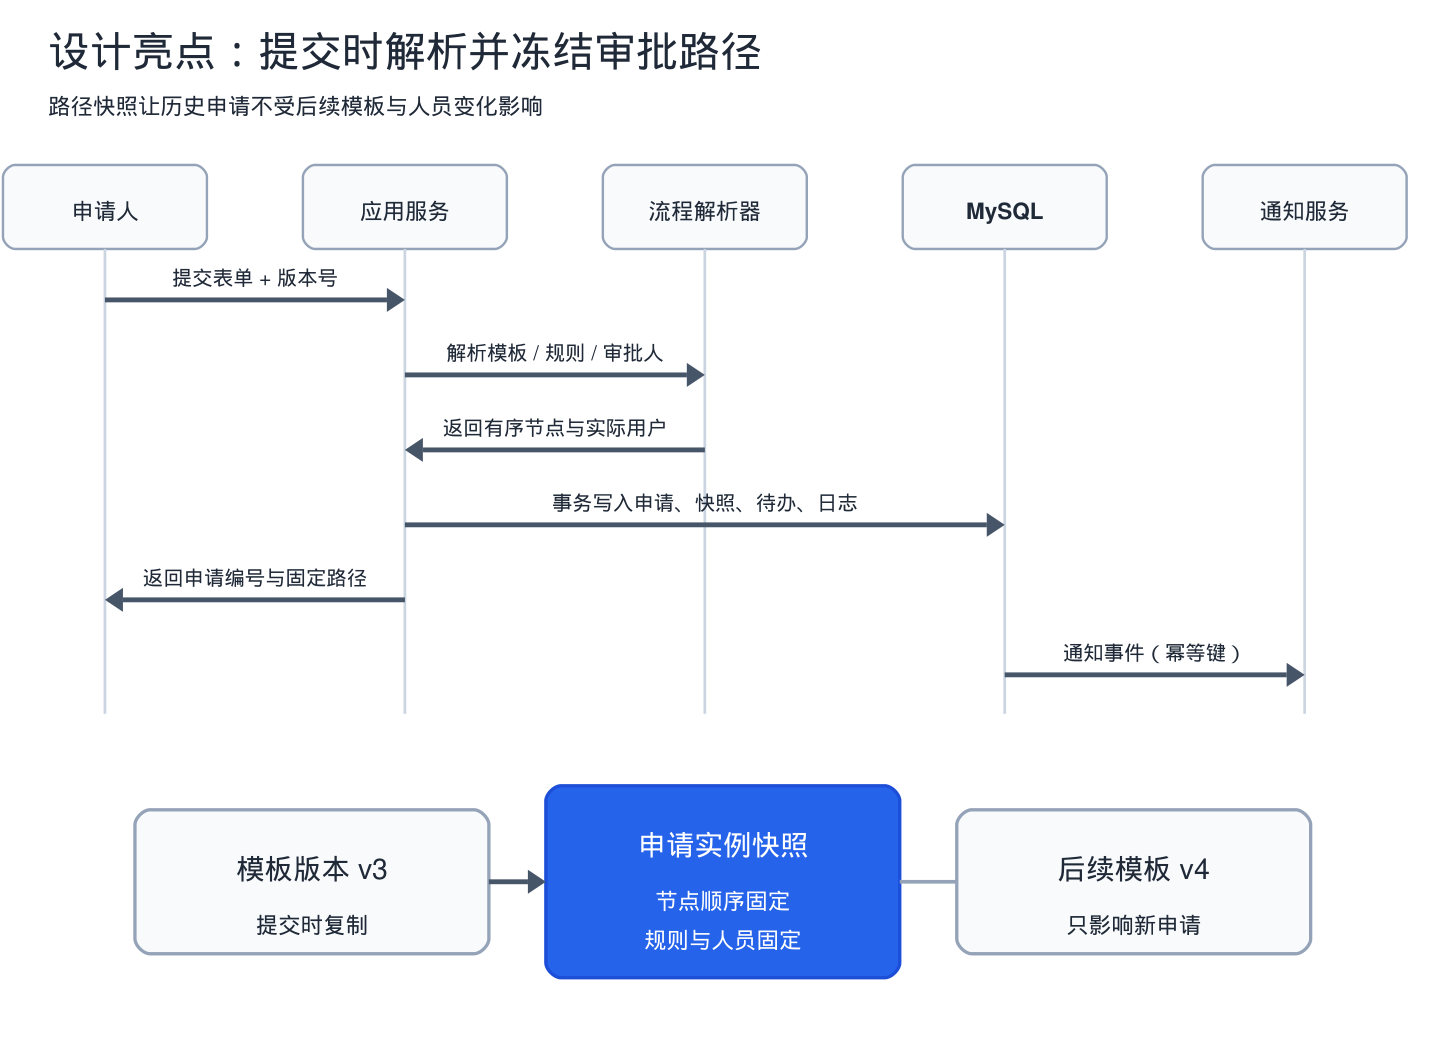 设计亮点：提交时解析并冻结审批路径
路径快照让历史申请不受后续模板与人员变化影响
申请人
应用服务
流程解析器
MySQL
通知服务
提交表单 + 版本号
解析模板 / 规则 / 审批人
返回有序节点与实际用户
事务写入申请、快照、待办、日志
返回申请编号与固定路径
通知事件（幂等键）
模板版本 v3
提交时复制
申请实例快照
节点顺序固定
规则与人员固定
后续模板 v4
只影响新申请